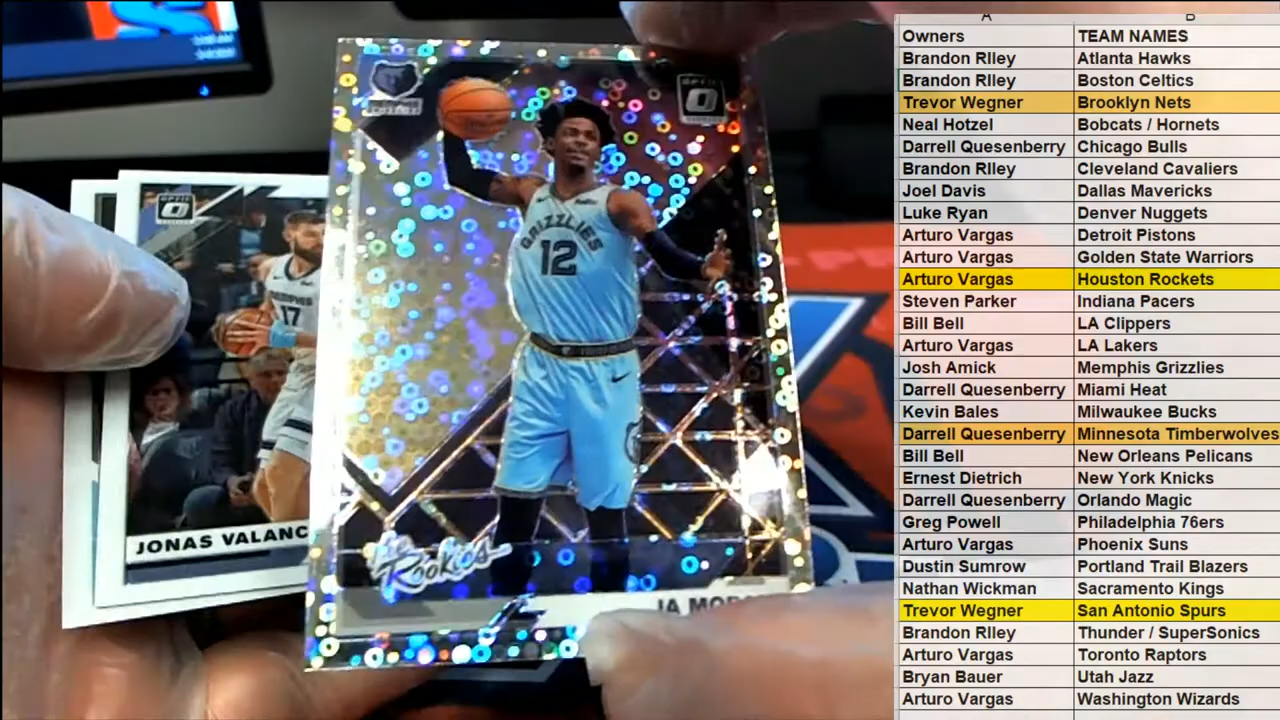 A B
Owners TEAM NAMES
Brandon RIley Atlanta Hawks
Brandon RIley Boston Celtics
Trevor Wegner Brooklyn Nets
Neal Hotzel Bobcats / Hornets
Darrell Quesenberry Chicago Bulls
Brandon RIley Cleveland Cavaliers
Joel Davis Dallas Mavericks
Luke Ryan Denver Nuggets
Arturo Vargas Detroit Pistons
Arturo Vargas Golden State Warriors
Arturo Vargas Houston Rockets
Steven Parker Indiana Pacers
Bill Bell LA Clippers
Arturo Vargas LA Lakers
Josh Amick Memphis Grizzlies
Darrell Quesenberry Miami Heat
Kevin Bales Milwaukee Bucks
Darrell Quesenberry Minnesota Timberwolves
Bill Bell New Orleans Pelicans
Ernest Dietrich New York Knicks
Darrell Quesenberry Orlando Magic
Greg Powell Philadelphia 76ers
Arturo Vargas Phoenix Suns
Dustin Sumrow Portland Trail Blazers
Nathan Wickman Sacramento Kings
Trevor Wegner San Antonio Spurs
Brandon RIley Thunder / SuperSonics
Arturo Vargas Toronto Raptors
Bryan Bauer Utah Jazz
Arturo Vargas Washington Wizards
OPTIC
GRIZZLIES
12
The Rookies
JA
OPTIC
17
JONAS VALANC